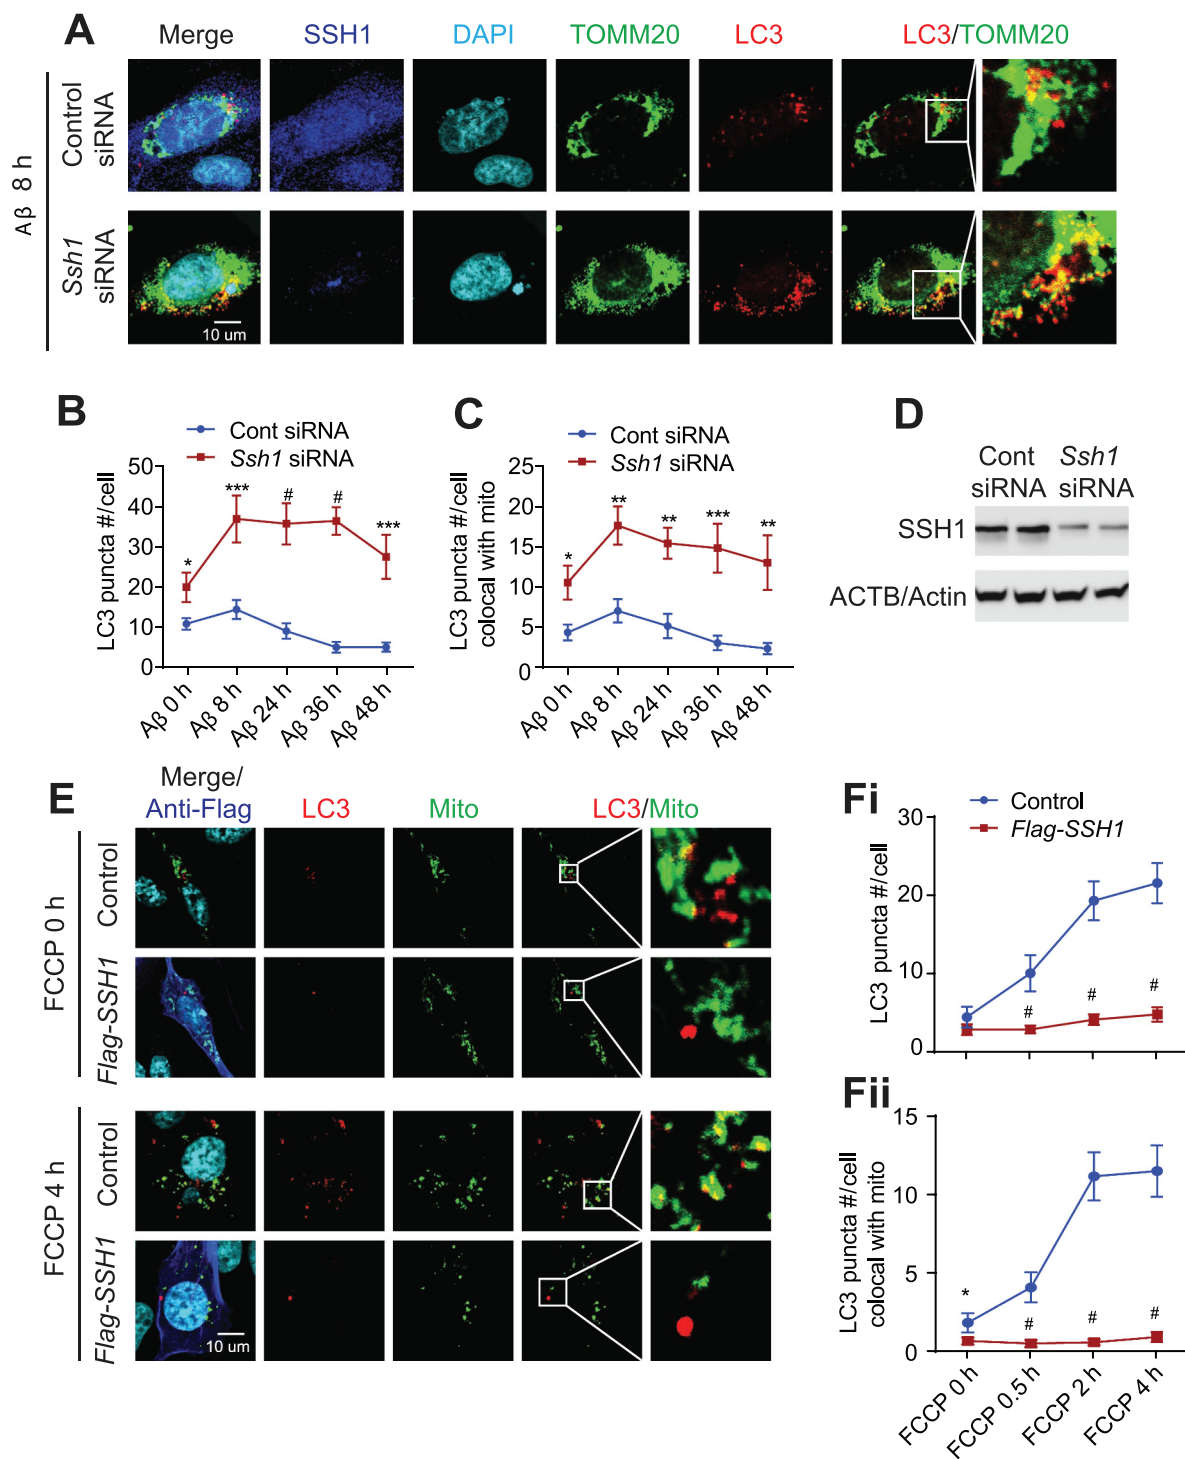 A
Merge SSH1 DAPI TOMM20 LC3 LC3/TOMM20
Aβ 8 h
Control
siRNA
Ssh1
siRNA
10 um
B
Cont siRNA
Ssh1 siRNA
LC3 puncta #/cell
50
40
30
20
10
0
* *** # # ***
Aβ 0 h
Aβ 8 h
Aβ 24 h
Aβ 36 h
Aβ 48 h
C
Cont siRNA
Ssh1 siRNA
LC3 puncta #/cell
colocal with mito
25
20
15
10
5
0
* ** ** *** **
Aβ 0 h
Aβ 8 h
Aβ 24 h
Aβ 36 h
Aβ 48 h
D
Cont Ssh1
siRNA siRNA
SSH1
ACTB/Actin
E
Merge/
Anti-Flag LC3 Mito LC3/Mito
FCCP 0 h
Control
Flag-SSH1
FCCP 4 h
Control
Flag-SSH1
10 um
Fi
Control
Flag-SSH1
LC3 puncta #/cell
30
20
10
0
# # #
Fii
LC3 puncta #/cell
colocal with mito
15
10
5
0
* # # #
FCCP 0 h
FCCP 0.5 h
FCCP 2 h
FCCP 4 h